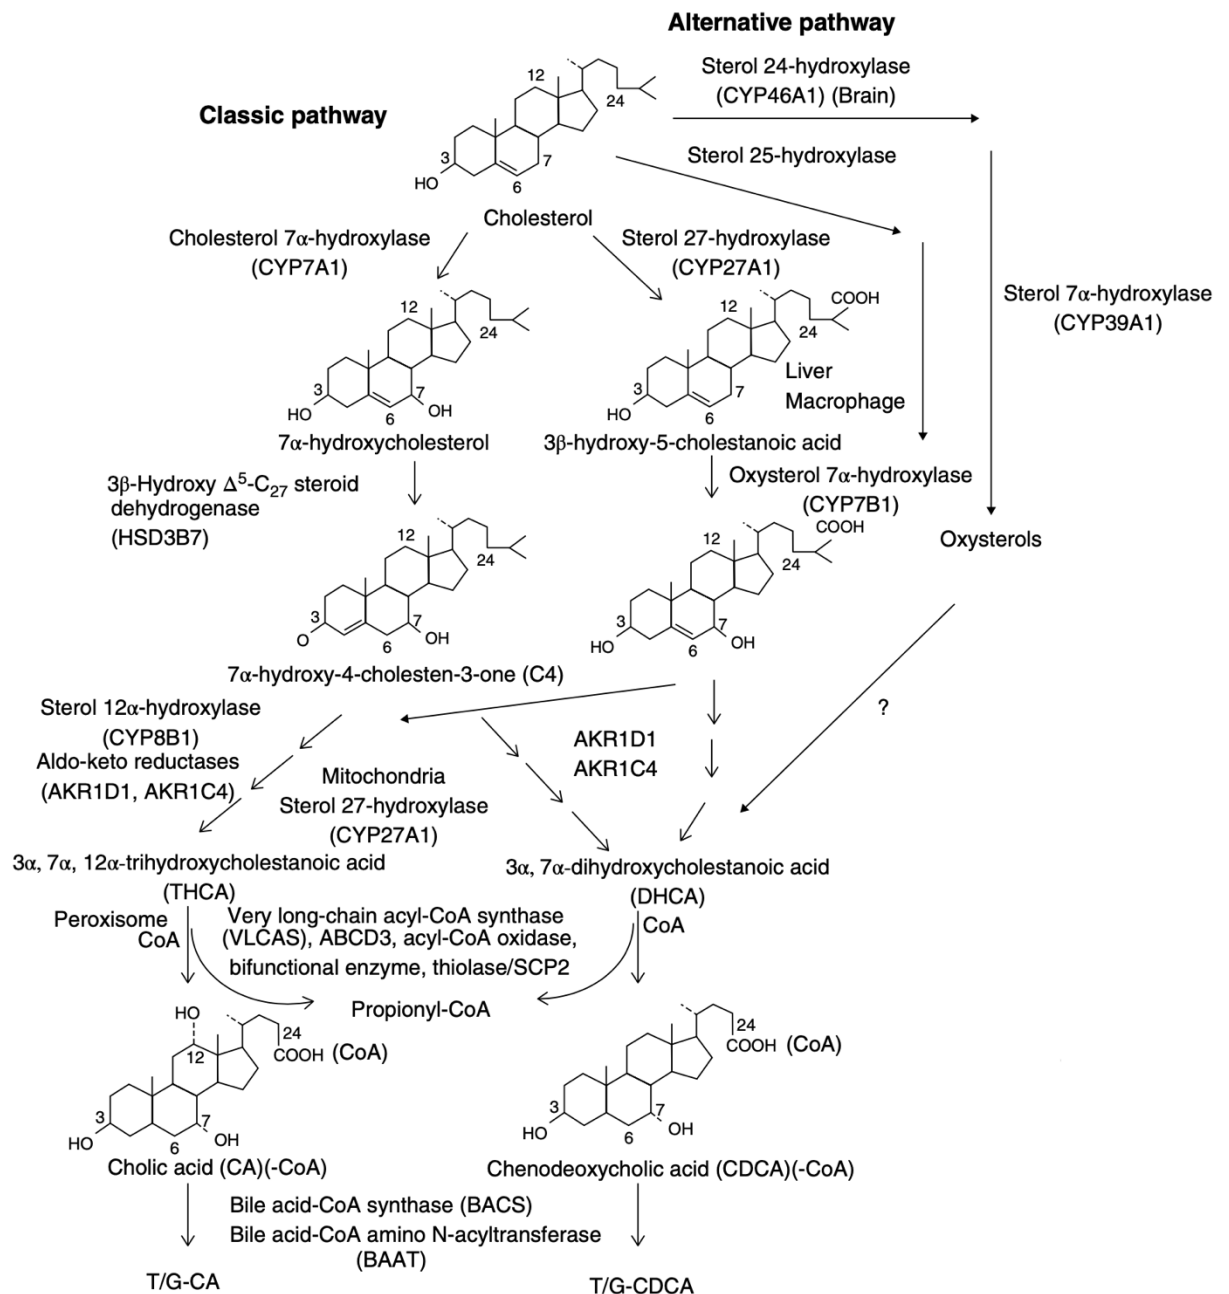 Alternative pathway
Sterol 24-hydroxylase
(CYP46A1) (Brain)
Classic pathway
12
24
3
7
6
HO
Sterol 25-hydroxylase
Cholesterol
Cholesterol 7α-hydroxylase
(CYP7A1)
Sterol 27-hydroxylase
(CYP27A1)
Sterol 7α-hydroxylase
(CYP39A1)
12
24
3
7
HO
6
OH
7α-hydroxycholesterol
12
COOH
24
3
7
HO
6
Liver
Macrophage
3β-hydroxy-5-cholestanoic acid
3β-Hydroxy Δ⁵-C₂₇ steroid
dehydrogenase
(HSD3B7)
Oxysterol 7α-hydroxylase
(CYP7B1)
Oxysterols
12
24
3
7
O
6
OH
7α-hydroxy-4-cholesten-3-one (C4)
12
COOH
24
3
7
HO
6
OH
Sterol 12α-hydroxylase
(CYP8B1)
Aldo-keto reductases
(AKR1D1, AKR1C4)
Mitochondria
Sterol 27-hydroxylase
(CYP27A1)
AKR1D1
AKR1C4
?
3α, 7α, 12α-trihydroxycholestanoic acid
(THCA)
3α, 7α-dihydroxycholestanoic acid
(DHCA)
Peroxisome
CoA
Very long-chain acyl-CoA synthase
(VLCAS), ABCD3, acyl-CoA oxidase,
bifunctional enzyme, thiolase/SCP2
CoA
Propionyl-CoA
HO
12
24
COOH (CoA)
3
7
HO
6
OH
Cholic acid (CA)(-CoA)
24
COOH (CoA)
3
7
HO
6
OH
Chenodeoxycholic acid (CDCA)(-CoA)
Bile acid-CoA synthase (BACS)
Bile acid-CoA amino N-acyltransferase
(BAAT)
T/G-CA
T/G-CDCA